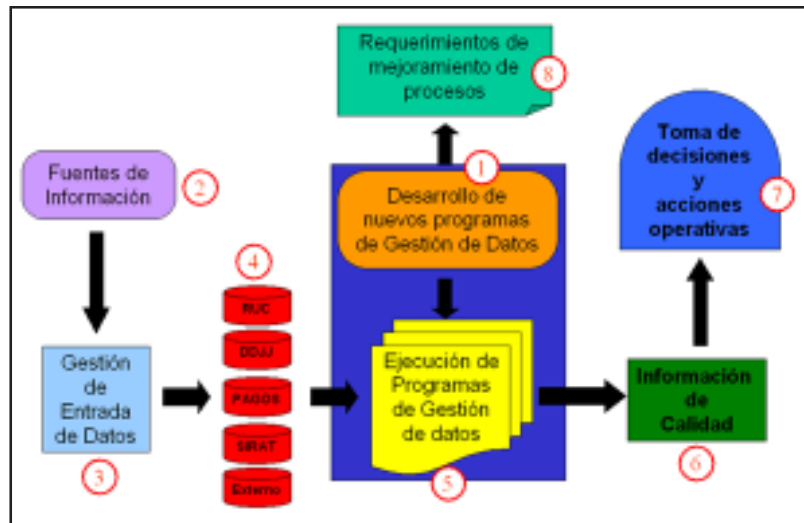 Requerimientos de
mejoramiento de
procesos
8
1
Desarrollo de
nuevos programas
de Gestión de Datos
Fuentes de
Información
2
Toma de
decisiones
y
acciones
operativas
7
4
RUC
DDJJ
PAGOS
SIRAT
Externo
Gestión
de
Entrada
de Datos
3
Ejecución de
Programas
de Gestión
de datos
5
Información
de
Calidad
6